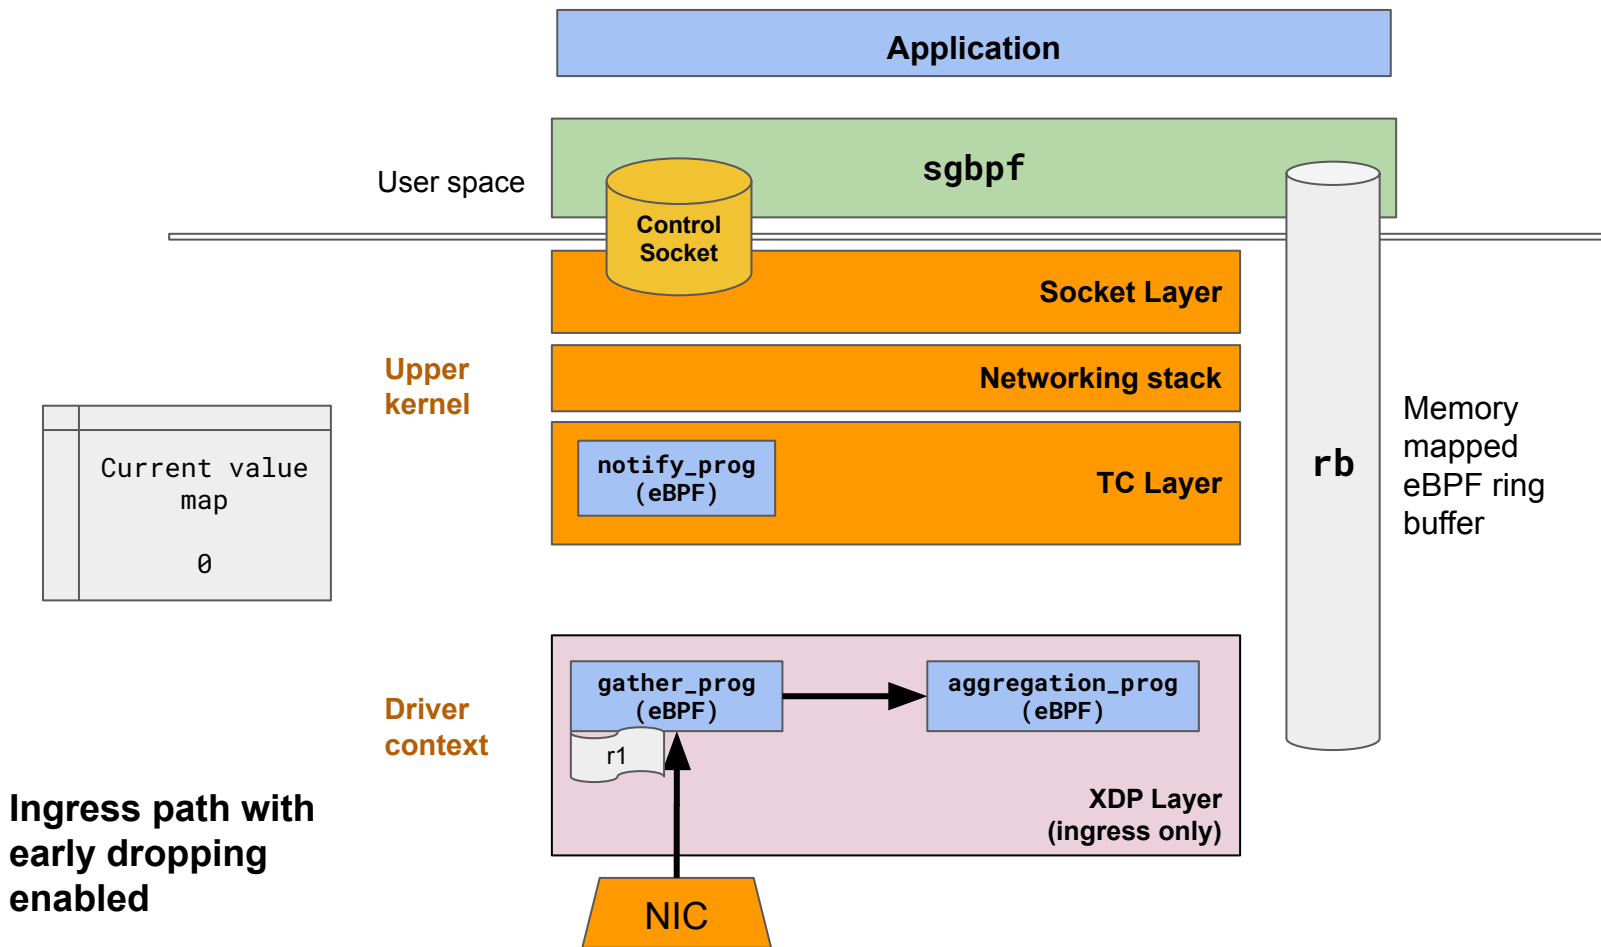 Application
sgbpf
User space
Control
Socket
Socket Layer
Upper
kernel
Networking stack
Current value
map
0
notify_prog
(eBPF)
TC Layer
rb
Memory
mapped
eBPF ring
buffer
Driver
context
gather_prog
(eBPF)
aggregation_prog
(eBPF)
r1
XDP Layer
(ingress only)
Ingress path with
early dropping
enabled
NIC